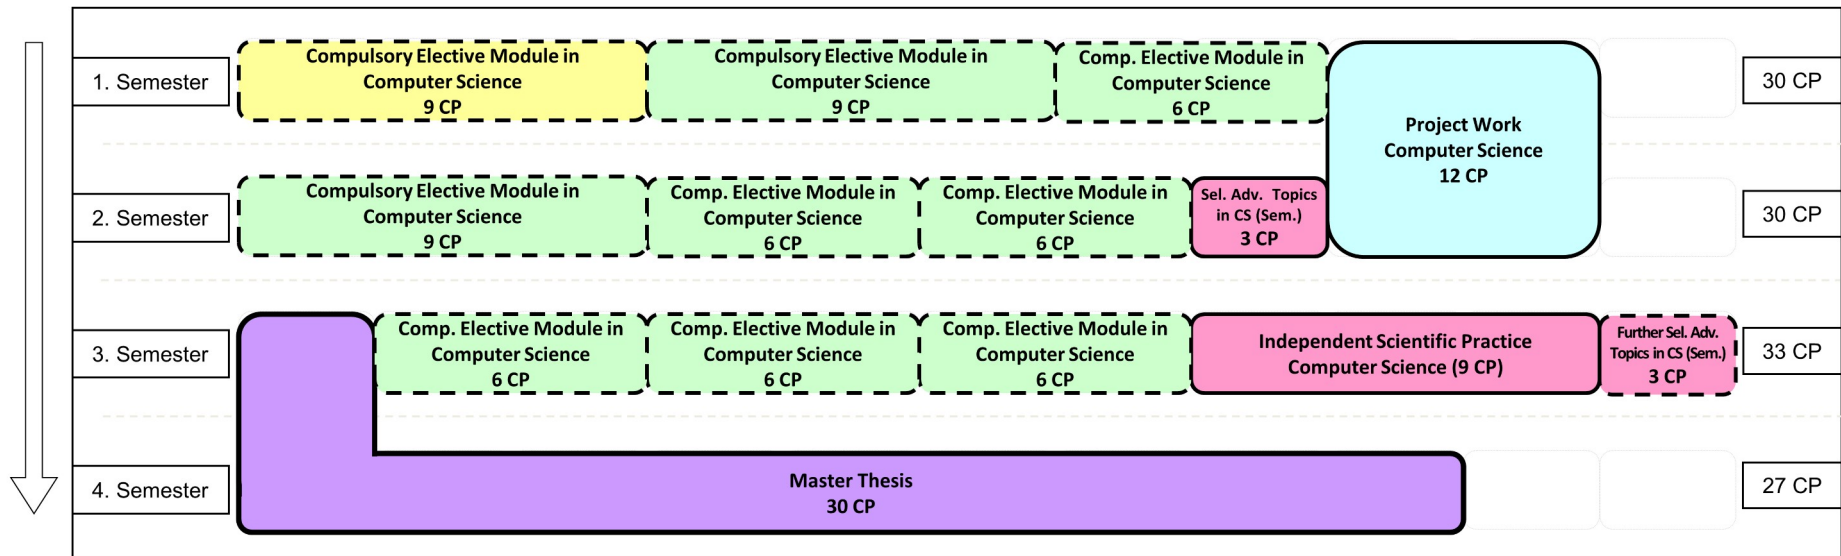 1. Semester
Compulsory Elective Module in
Computer Science
9 CP
Compulsory Elective Module in
Computer Science
9 CP
Comp. Elective Module in
Computer Science
6 CP
Project Work
Computer Science
12 CP
30 CP
2. Semester
Compulsory Elective Module in
Computer Science
9 CP
Comp. Elective Module in
Computer Science
6 CP
Comp. Elective Module in
Computer Science
6 CP
Sel. Adv. Topics
in CS (Sem.)
3 CP
30 CP
3. Semester
Comp. Elective Module in
Computer Science
6 CP
Comp. Elective Module in
Computer Science
6 CP
Comp. Elective Module in
Computer Science
6 CP
Independent Scientific Practice
Computer Science (9 CP)
Further Sel. Adv.
Topics in CS (Sem.)
3 CP
33 CP
4. Semester
Master Thesis
30 CP
27 CP